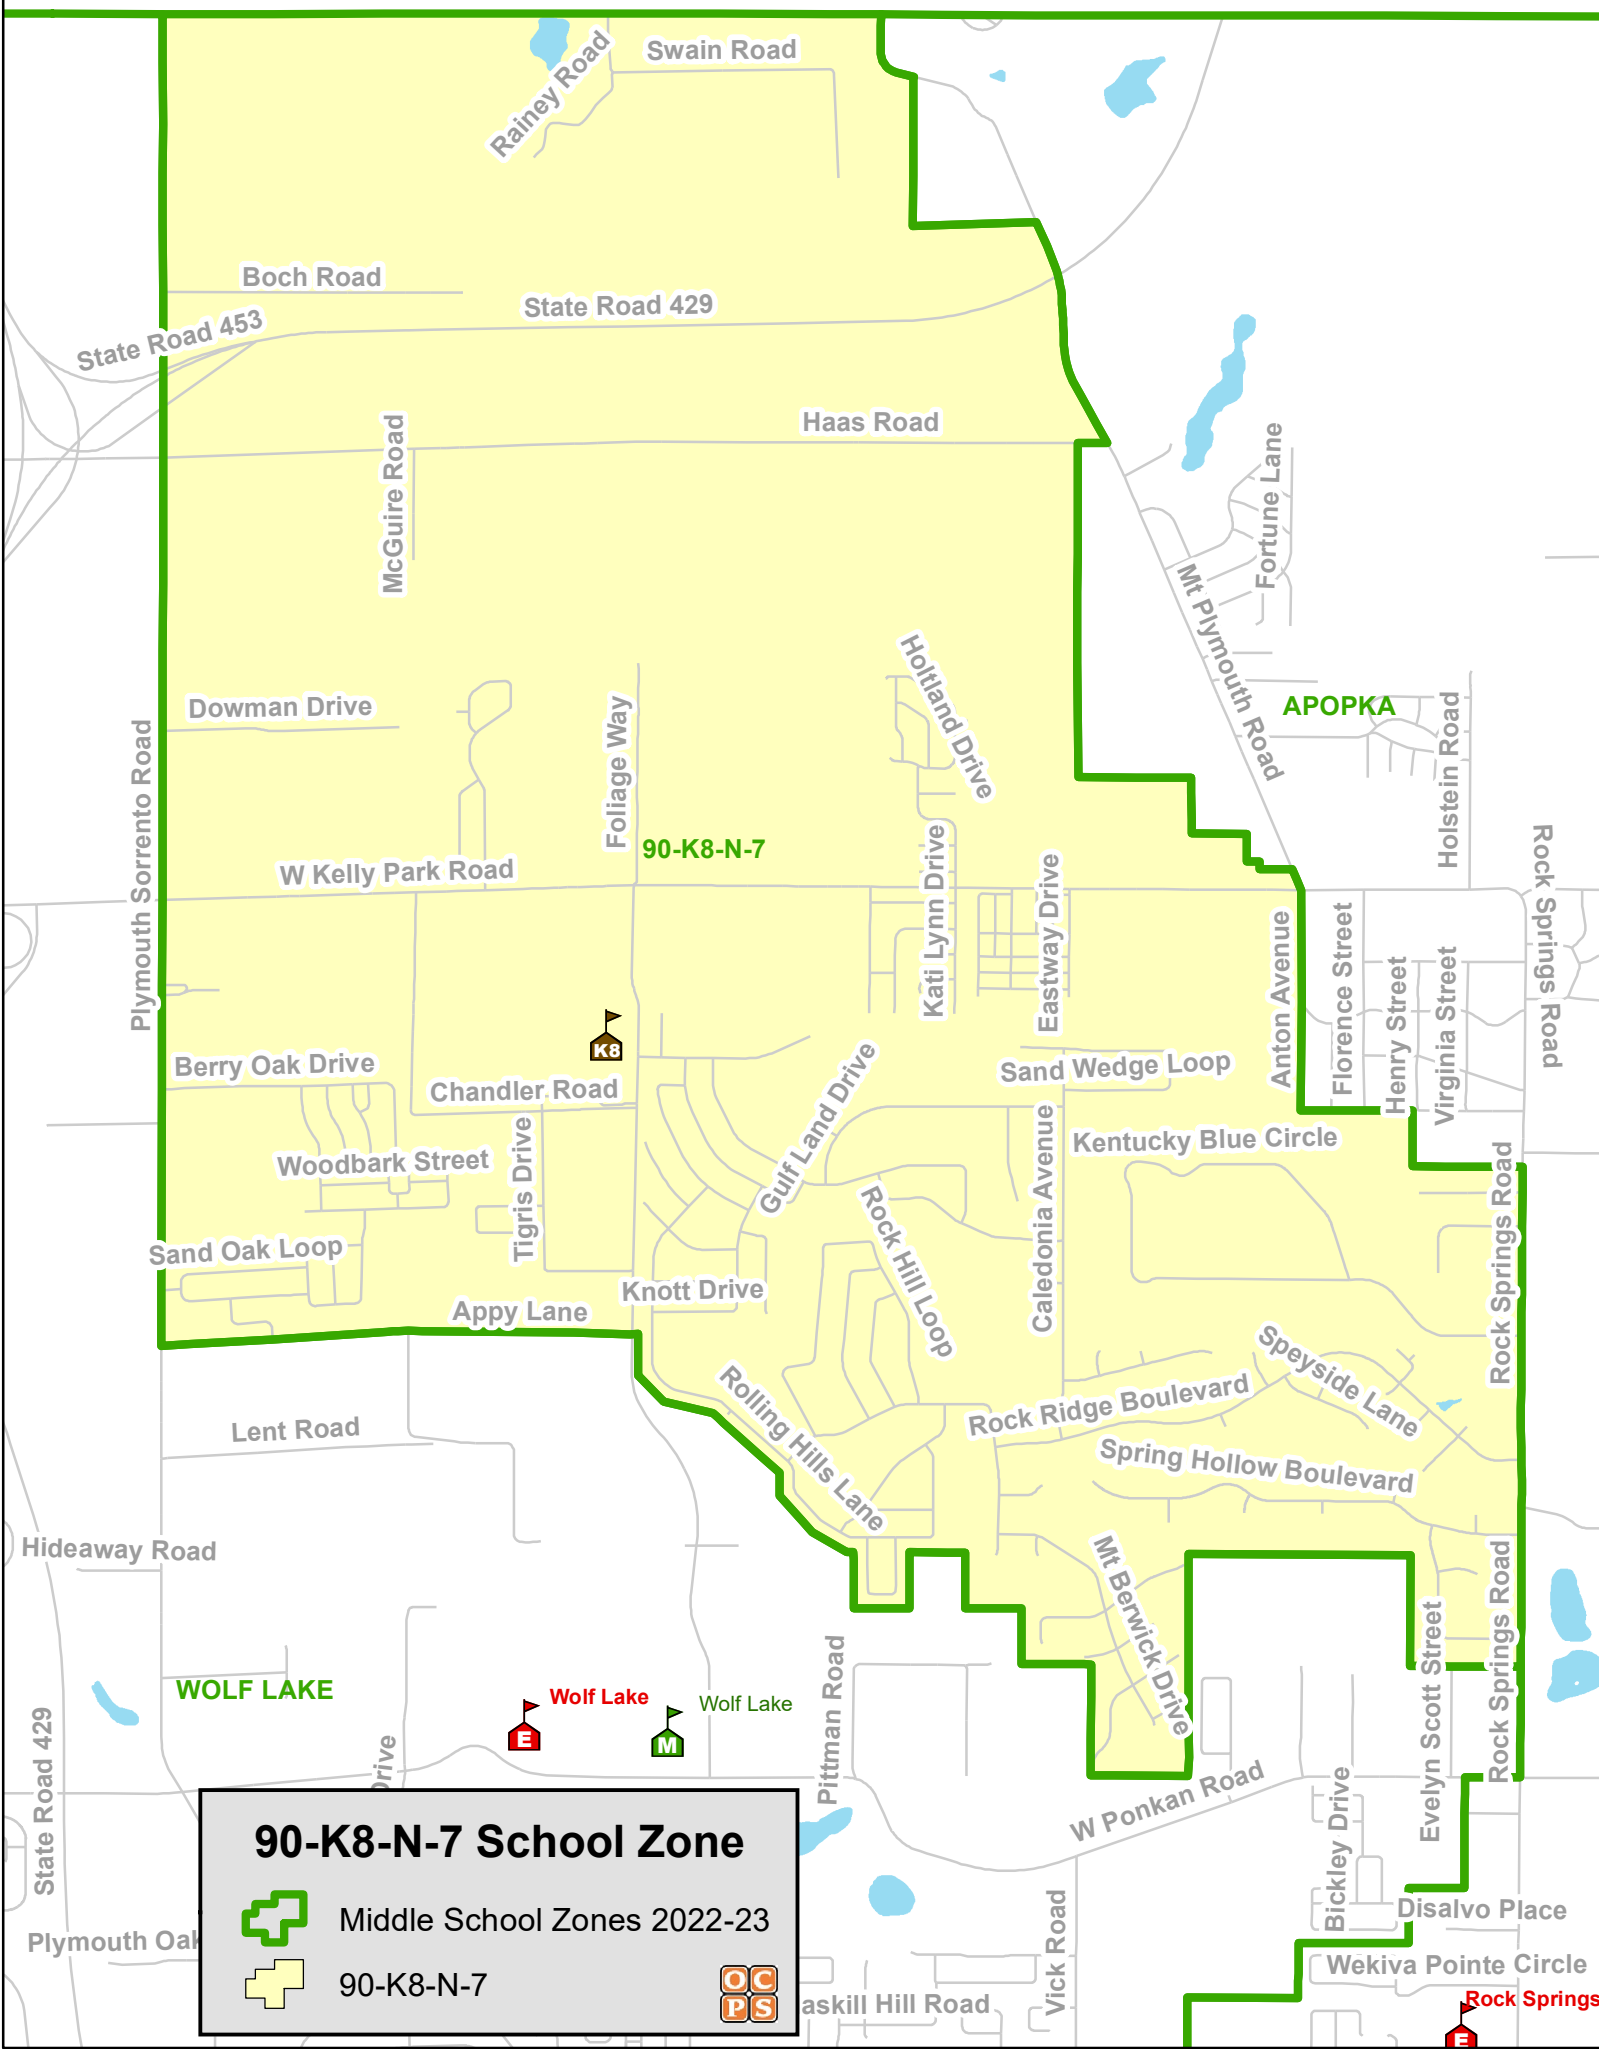 Swain Road
Rainey Road
Boch Road
State Road 429
State Road 453
Haas Road
McGuire Road
Fortune Lane
Mt Plymouth Road
Holtland Drive
APOPKA
Dowman Drive
Holstein Road
Foliage Way
Plymouth Sorrento Road
90-K8-N-7
W Kelly Park Road
Kati Lynn Drive
Eastway Drive
Rock Springs Road
Anton Avenue
Florence Street
Henry Street
Virginia Street
K8
Berry Oak Drive
Sand Wedge Loop
Chandler Road
Gulf Land Drive
Kentucky Blue Circle
Woodbark Street
Tigris Drive
Caledonia Avenue
Rock Hill Loop
Rock Springs Road
Sand Oak Loop
Knott Drive
Appy Lane
Speyside Lane
Rolling Hills Lane
Rock Ridge Boulevard
Lent Road
Spring Hollow Boulevard
Hideaway Road
Mt Berwick Drive
Rock Springs Road
Evelyn Scott Street
Pittman Road
WOLF LAKE
Wolf Lake
E
Wolf Lake
M
State Road 429
Drive
W Ponkan Road
Bickley Drive
90-K8-N-7 School Zone
Middle School Zones 2022-23
90-K8-N-7
OC
PS
Plymouth Oak
Vick Road
Disalvo Place
Wekiva Pointe Circle
askill Hill Road
Rock Springs
E